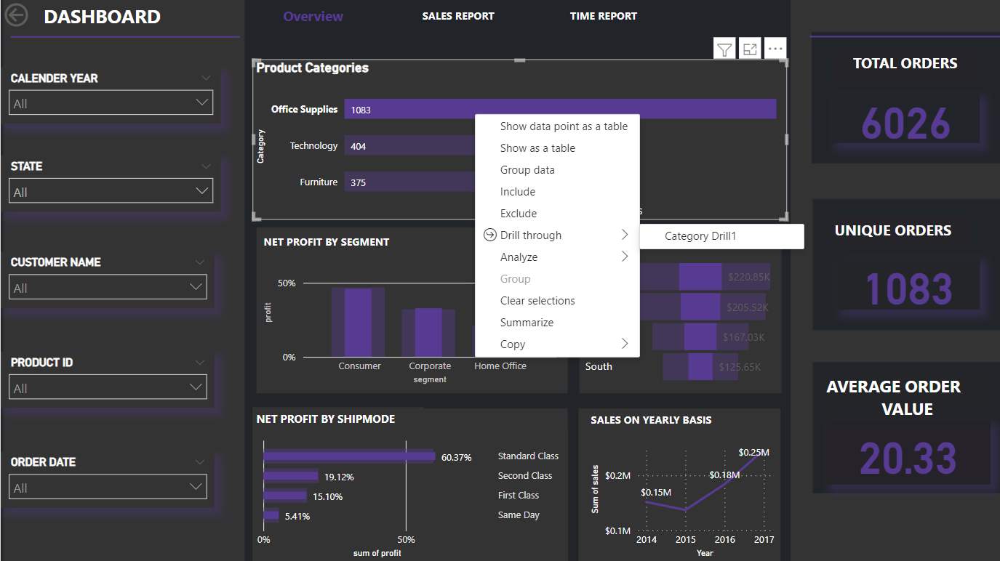 DASHBOARD
Overview
SALES REPORT
TIME REPORT
CALENDER YEAR
All
STATE
All
CUSTOMER NAME
All
PRODUCT ID
All
ORDER DATE
All
Product Categories
Category
Office Supplies
1083
Technology
404
Furniture
375
s
Show data point as a table
Show as a table
Group data
Include
Exclude
Drill through
Analyze
Group
Clear selections
Summarize
Copy
Category Drill1
NET PROFIT BY SEGMENT
50%
0%
profit
Consumer
Corporate
Home Office
segment
$220.85K
$205.52K
$167.03K
South
$125.65K
NET PROFIT BY SHIPMODE
60.37%
Standard Class
19.12%
Second Class
15.10%
First Class
5.41%
Same Day
0%
50%
sum of profit
SALES ON YEARLY BASIS
Sum of sales
$0.2M
$0.1M
$0.15M
$0.18M
$0.25M
2014
2015
2016
2017
Year
TOTAL ORDERS
6026
UNIQUE ORDERS
1083
AVERAGE ORDER
VALUE
20.33